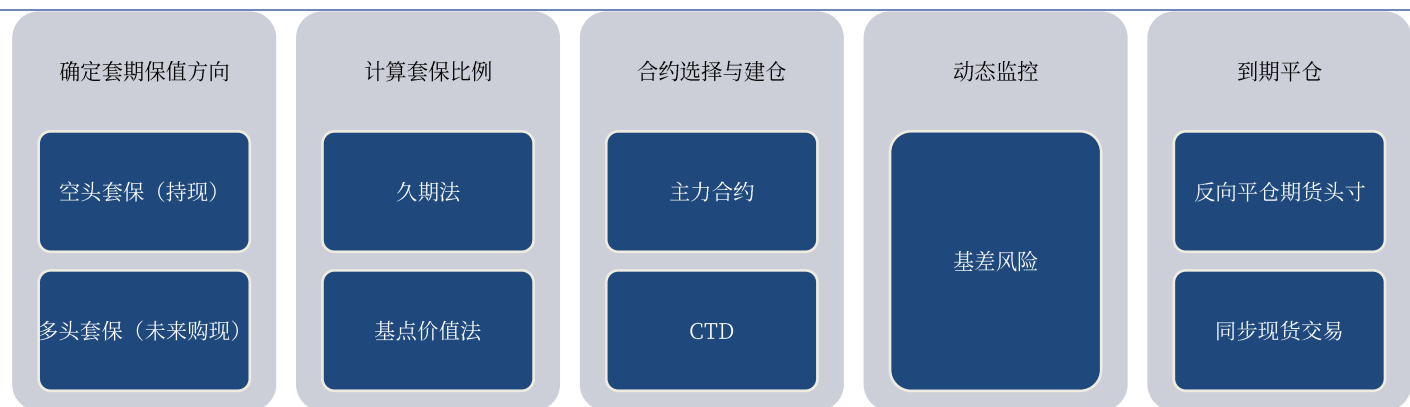 确定套期保值方向
空头套保（持现）
多头套保（未来购现）
计算套保比例
久期法
基点价值法
合约选择与建仓
主力合约
CTD
动态监控
基差风险
到期平仓
反向平仓期货头寸
同步现货交易